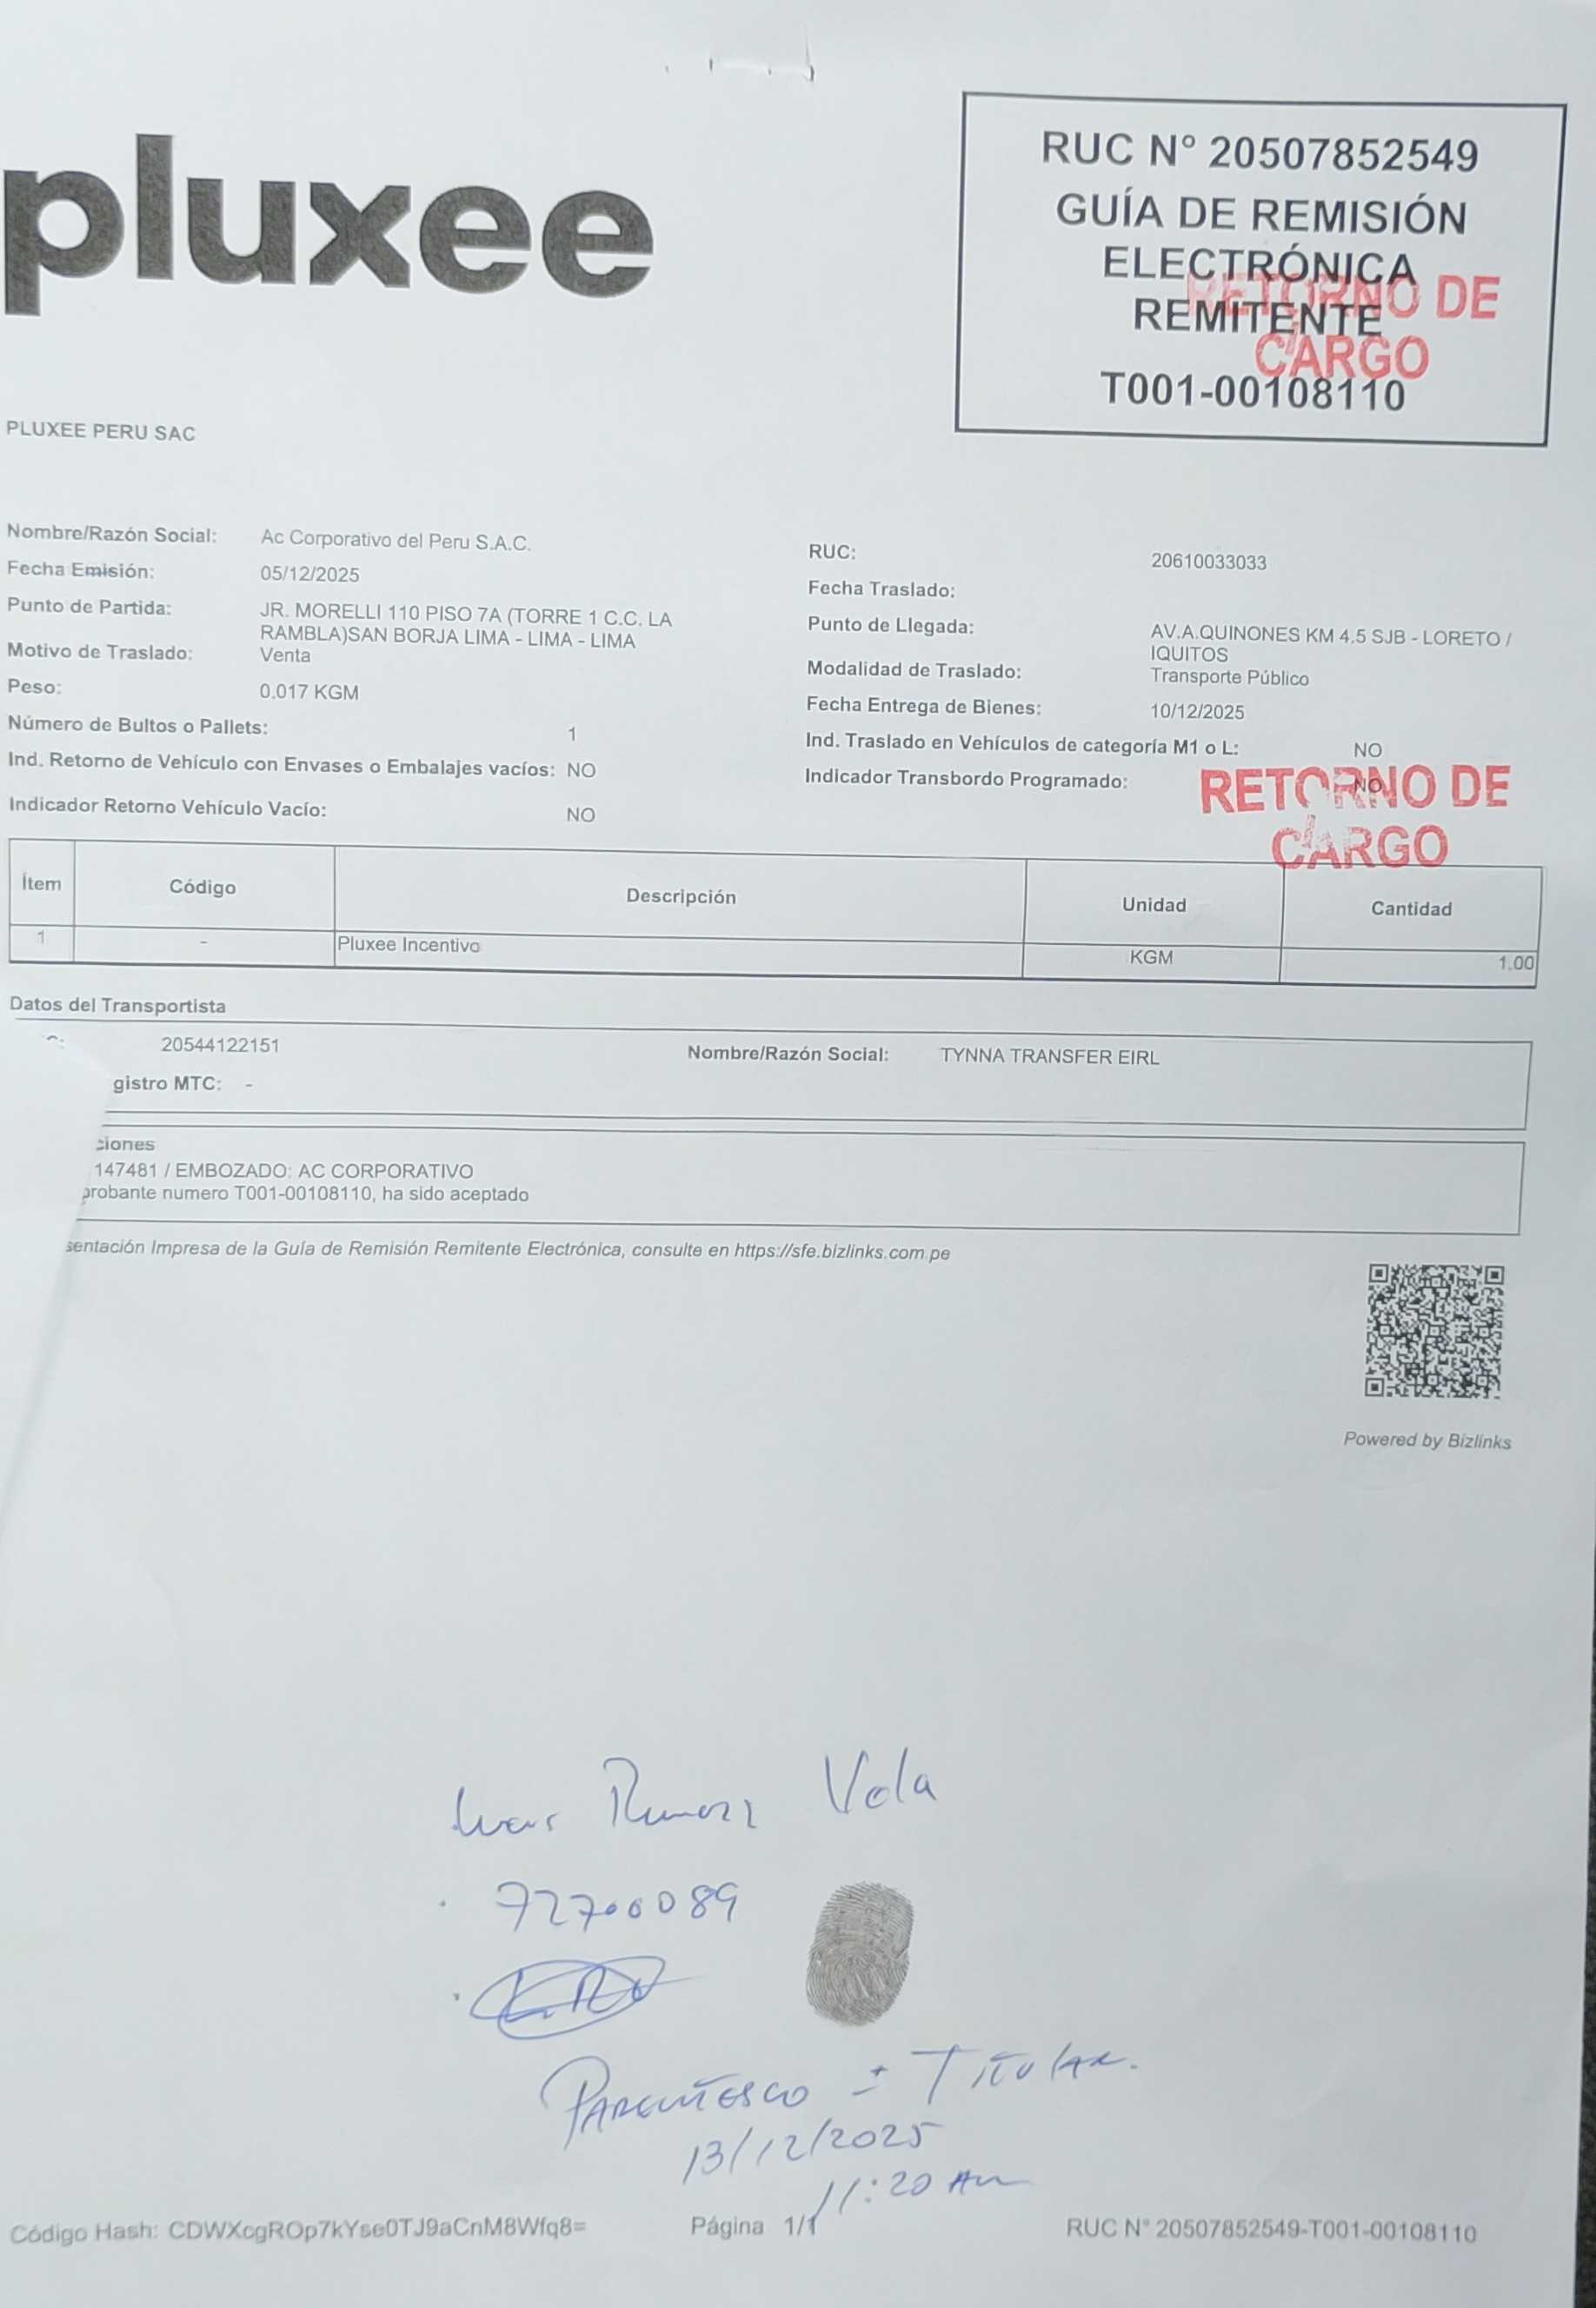 pluxee
RUC N° 20507852549
GUÍA DE REMISIÓN
ELECTRÓNICA
REMITENTE
RETORNO DE
CARGO
T001-00108110
PLUXEE PERU SAC
Nombre/Razón Social: Ac Corporativo del Peru S.A.C.
RUC: 20610033033
Fecha Emisión: 05/12/2025
Fecha Traslado:
Punto de Partida: JR. MORELLI 110 PISO 7A (TORRE 1 C.C. LA
RAMBLA)SAN BORJA LIMA - LIMA - LIMA
Punto de Llegada: AV.A.QUINONES KM 4.5 SJB - LORETO /
IQUITOS
Motivo de Traslado: Venta
Modalidad de Traslado: Transporte Público
Peso: 0.017 KGM
Fecha Entrega de Bienes: 10/12/2025
Número de Bultos o Pallets: 1
Ind. Traslado en Vehículos de categoría M1 o L: NO
Ind. Retorno de Vehículo con Envases o Embalajes vacíos: NO
Indicador Transbordo Programado: NO
RETORNO DE
CARGO
Indicador Retorno Vehículo Vacío: NO
Ítem Código Descripción Unidad Cantidad
1 - Pluxee Incentivo KGM 1.00
Datos del Transportista
20544122151 Nombre/Razón Social: TYNNA TRANSFER EIRL
gistro MTC: -
ciones
147481 / EMBOZADO: AC CORPORATIVO
probante numero T001-00108110, ha sido aceptado
sentación Impresa de la Guía de Remisión Remitente Electrónica, consulte en https://sfe.bizlinks.com.pe
Powered by Bizlinks
Vela
72700089
PARENTESCO = TITULAR.
13/12/2025
11:20 AM
Código Hash: CDWXcgROp7kYse0TJ9aCnM8Wfq8= Página 1/1 RUC N° 20507852549-T001-00108110